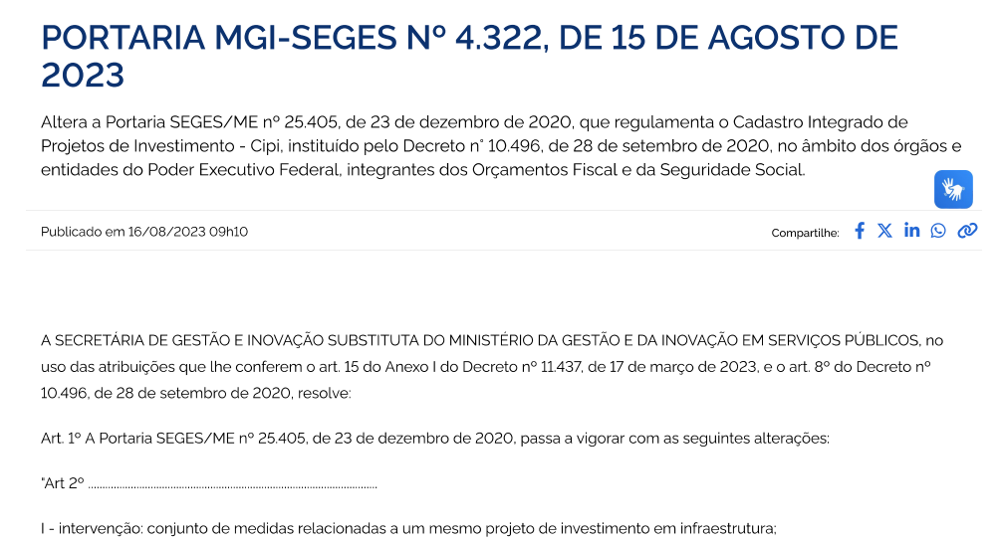 PORTARIA MGI-SEGES Nº 4.322, DE 15 DE AGOSTO DE
2023
Altera a Portaria SEGES/ME nº 25.405, de 23 de dezembro de 2020, que regulamenta o Cadastro Integrado de
Projetos de Investimento - Cipi, instituído pelo Decreto n° 10.496, de 28 de setembro de 2020, no âmbito dos órgãos e
entidades do Poder Executivo Federal, integrantes dos Orçamentos Fiscal e da Seguridade Social.
Publicado em 16/08/2023 09h10
Compartilhe:
A SECRETÁRIA DE GESTÃO E INOVAÇÃO SUBSTITUTA DO MINISTÉRIO DA GESTÃO E DA INOVAÇÃO EM SERVIÇOS PÚBLICOS, no
uso das atribuições que lhe conferem o art. 15 do Anexo I do Decreto nº 11.437, de 17 de março de 2023, e o art. 8º do Decreto nº
10.496, de 28 de setembro de 2020, resolve:
Art. 1º A Portaria SEGES/ME nº 25.405, de 23 de dezembro de 2020, passa a vigorar com as seguintes alterações:
"Art 2º ......................................................................................................
I - intervenção: conjunto de medidas relacionadas a um mesmo projeto de investimento em infraestrutura;